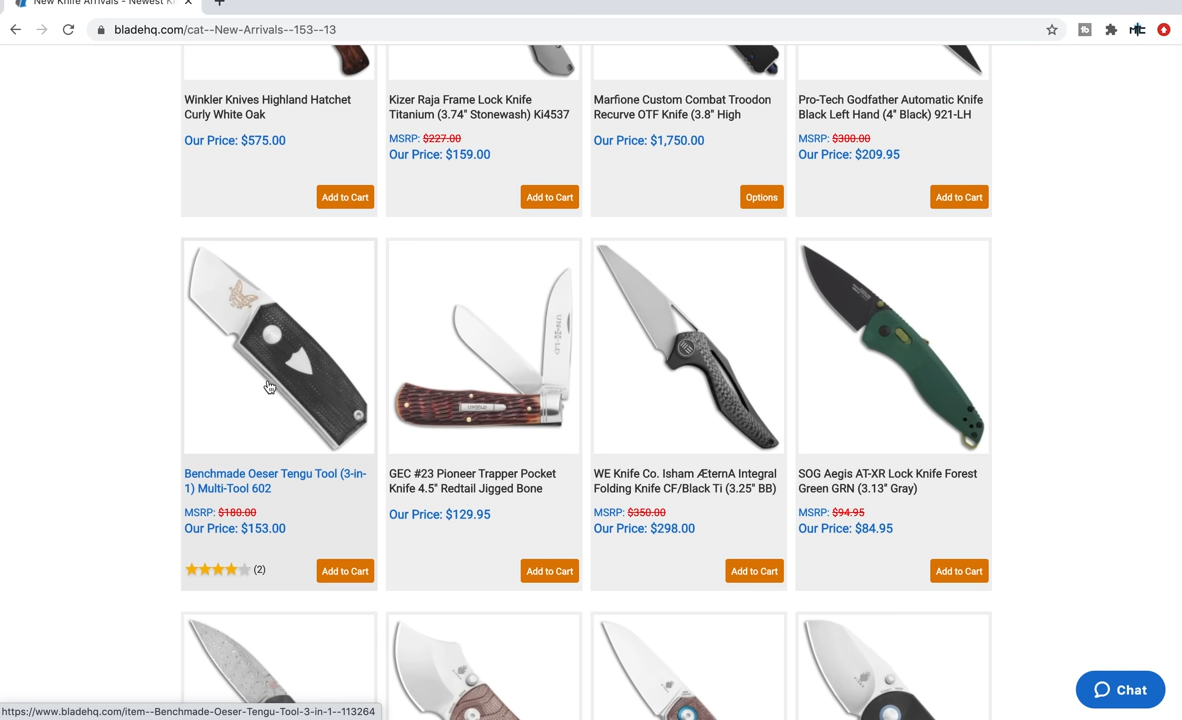 New Knife Arrivals - Newest K
bladehq.com/cat--New-Arrivals--153--13
Winkler Knives Highland Hatchet
Curly White Oak
Our Price: $575.00
Add to Cart
Kizer Raja Frame Lock Knife
Titanium (3.74" Stonewash) Ki4537
MSRP: $227.00
Our Price: $159.00
Add to Cart
Marfione Custom Combat Troodon
Recurve OTF Knife (3.8" High
Our Price: $1,750.00
Options
Pro-Tech Godfather Automatic Knife
Black Left Hand (4" Black) 921-LH
MSRP: $300.00
Our Price: $209.95
Add to Cart
Benchmade Oeser Tengu Tool (3-in-
1) Multi-Tool 602
MSRP: $180.00
Our Price: $153.00
(2)
Add to Cart
GEC #23 Pioneer Trapper Pocket
Knife 4.5" Redtail Jigged Bone
Our Price: $129.95
Add to Cart
WE Knife Co. Isham ÆternA Integral
Folding Knife CF/Black Ti (3.25" BB)
MSRP: $350.00
Our Price: $298.00
Add to Cart
SOG Aegis AT-XR Lock Knife Forest
Green GRN (3.13" Gray)
MSRP: $94.95
Our Price: $84.95
Add to Cart
Chat
https://www.bladehq.com/item--Benchmade-Oeser-Tengu-Tool-3-in-1--113264